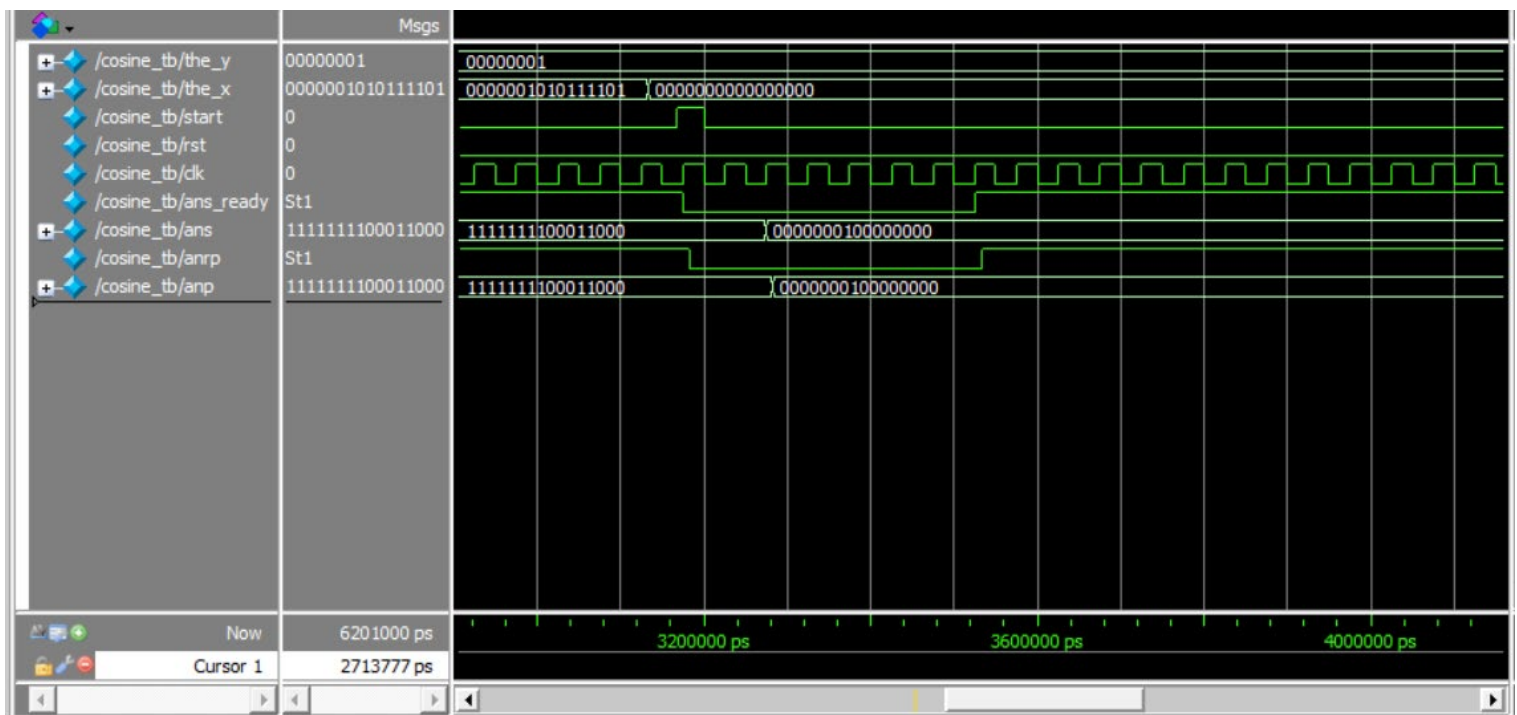 Msgs
/cosine_tb/the_y 00000001 00000001
/cosine_tb/the_x 0000001010111101 0000001010111101 0000000000000000
/cosine_tb/start 0
/cosine_tb/rst 0
/cosine_tb/clk 0
/cosine_tb/ans_ready St1
/cosine_tb/ans 1111111100011000 1111111100011000 0000000100000000
/cosine_tb/anrp St1
/cosine_tb/anp 1111111100011000 1111111100011000 0000000100000000
Now 6201000 ps 3200000 ps 3600000 ps 4000000 ps
Cursor 1 2713777 ps